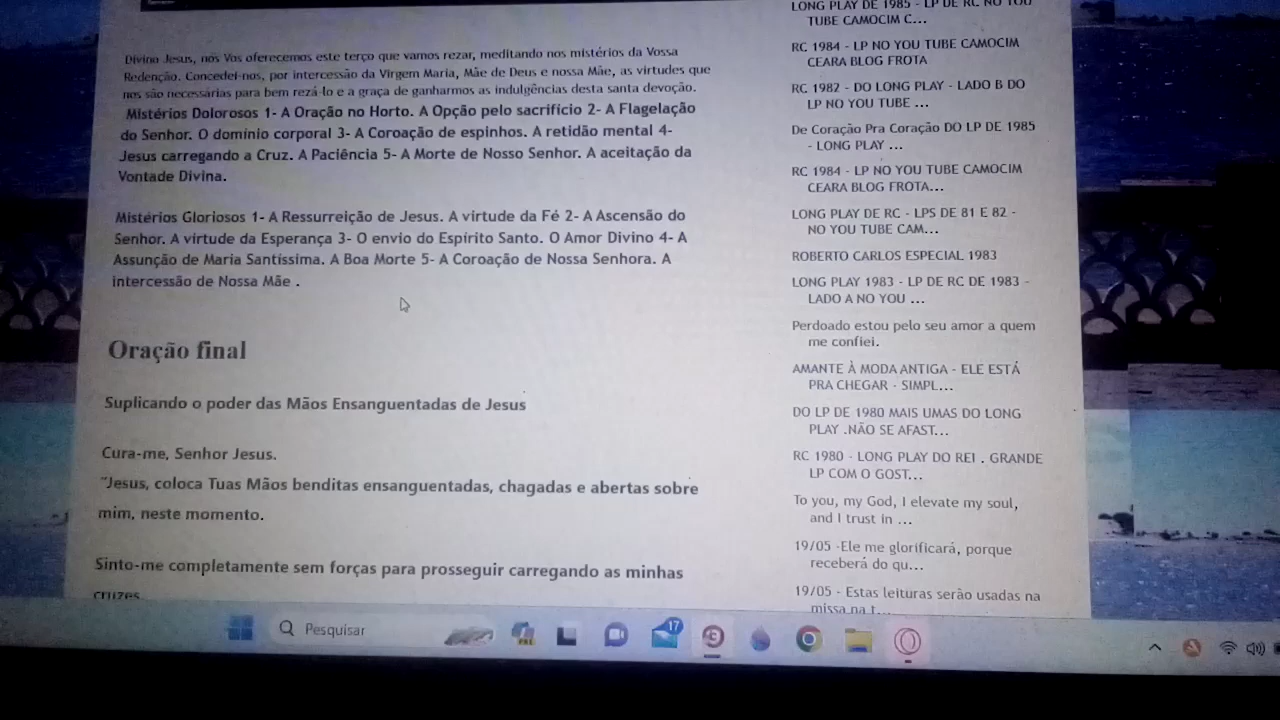 Divino Jesus, nós Vos oferecemos este terço que vamos rezar, meditando nos mistérios da Vossa
Redenção. Concedei-nos, por intercessão da Virgem Maria, Mãe de Deus e nossa Mãe, as virtudes que
nos são necessárias para bem rezá-lo e a graça de ganharmos as indulgências desta santa devoção.
Mistérios Dolorosos 1- A Oração no Horto. A Opção pelo sacrifício 2- A Flagelação
do Senhor. O domínio corporal 3- A Coroação de espinhos. A retidão mental 4-
Jesus carregando a Cruz. A Paciência 5- A Morte de Nosso Senhor. A aceitação da
Vontade Divina.
Mistérios Gloriosos 1- A Ressurreição de Jesus. A virtude da Fé 2- A Ascensão do
Senhor. A virtude da Esperança 3- O envio do Espírito Santo. O Amor Divino 4- A
Assunção de Maria Santíssima. A Boa Morte 5- A Coroação de Nossa Senhora. A
intercessão de Nossa Mãe .
Oração final
Suplicando o poder das Mãos Ensanguentadas de Jesus
Cura-me, Senhor Jesus.
"Jesus, coloca Tuas Mãos benditas ensanguentadas, chagadas e abertas sobre
mim, neste momento.
Sinto-me completamente sem forças para prosseguir carregando as minhas
cruzes.
LONG PLAY DE 1985 - LP DE RC NO YOU
TUBE CAMOCIM C...
RC 1984 - LP NO YOU TUBE CAMOCIM
CEARA BLOG FROTA
RC 1982 - DO LONG PLAY - LADO B DO
LP NO YOU TUBE ...
De Coração Pra Coração DO LP DE 1985
- LONG PLAY ...
RC 1984 - LP NO YOU TUBE CAMOCIM
CEARA BLOG FROTA...
LONG PLAY DE RC - LPS DE 81 E 82 -
NO YOU TUBE CAM...
ROBERTO CARLOS ESPECIAL 1983
LONG PLAY 1983 - LP DE RC DE 1983 -
LADO A NO YOU ...
Perdoado estou pelo seu amor a quem
me confiei.
AMANTE À MODA ANTIGA - ELE ESTÁ
PRA CHEGAR - SIMPL...
DO LP DE 1980 MAIS UMAS DO LONG
PLAY .NÃO SE AFAST...
RC 1980 - LONG PLAY DO REI . GRANDE
LP COM O GOST...
To you, my God, I elevate my soul,
and I trust in ...
19/05 -Ele me glorificará, porque
receberá do qu...
19/05 - Estas leituras serão usadas na
missa na t...
Pesquisar
PRE
17